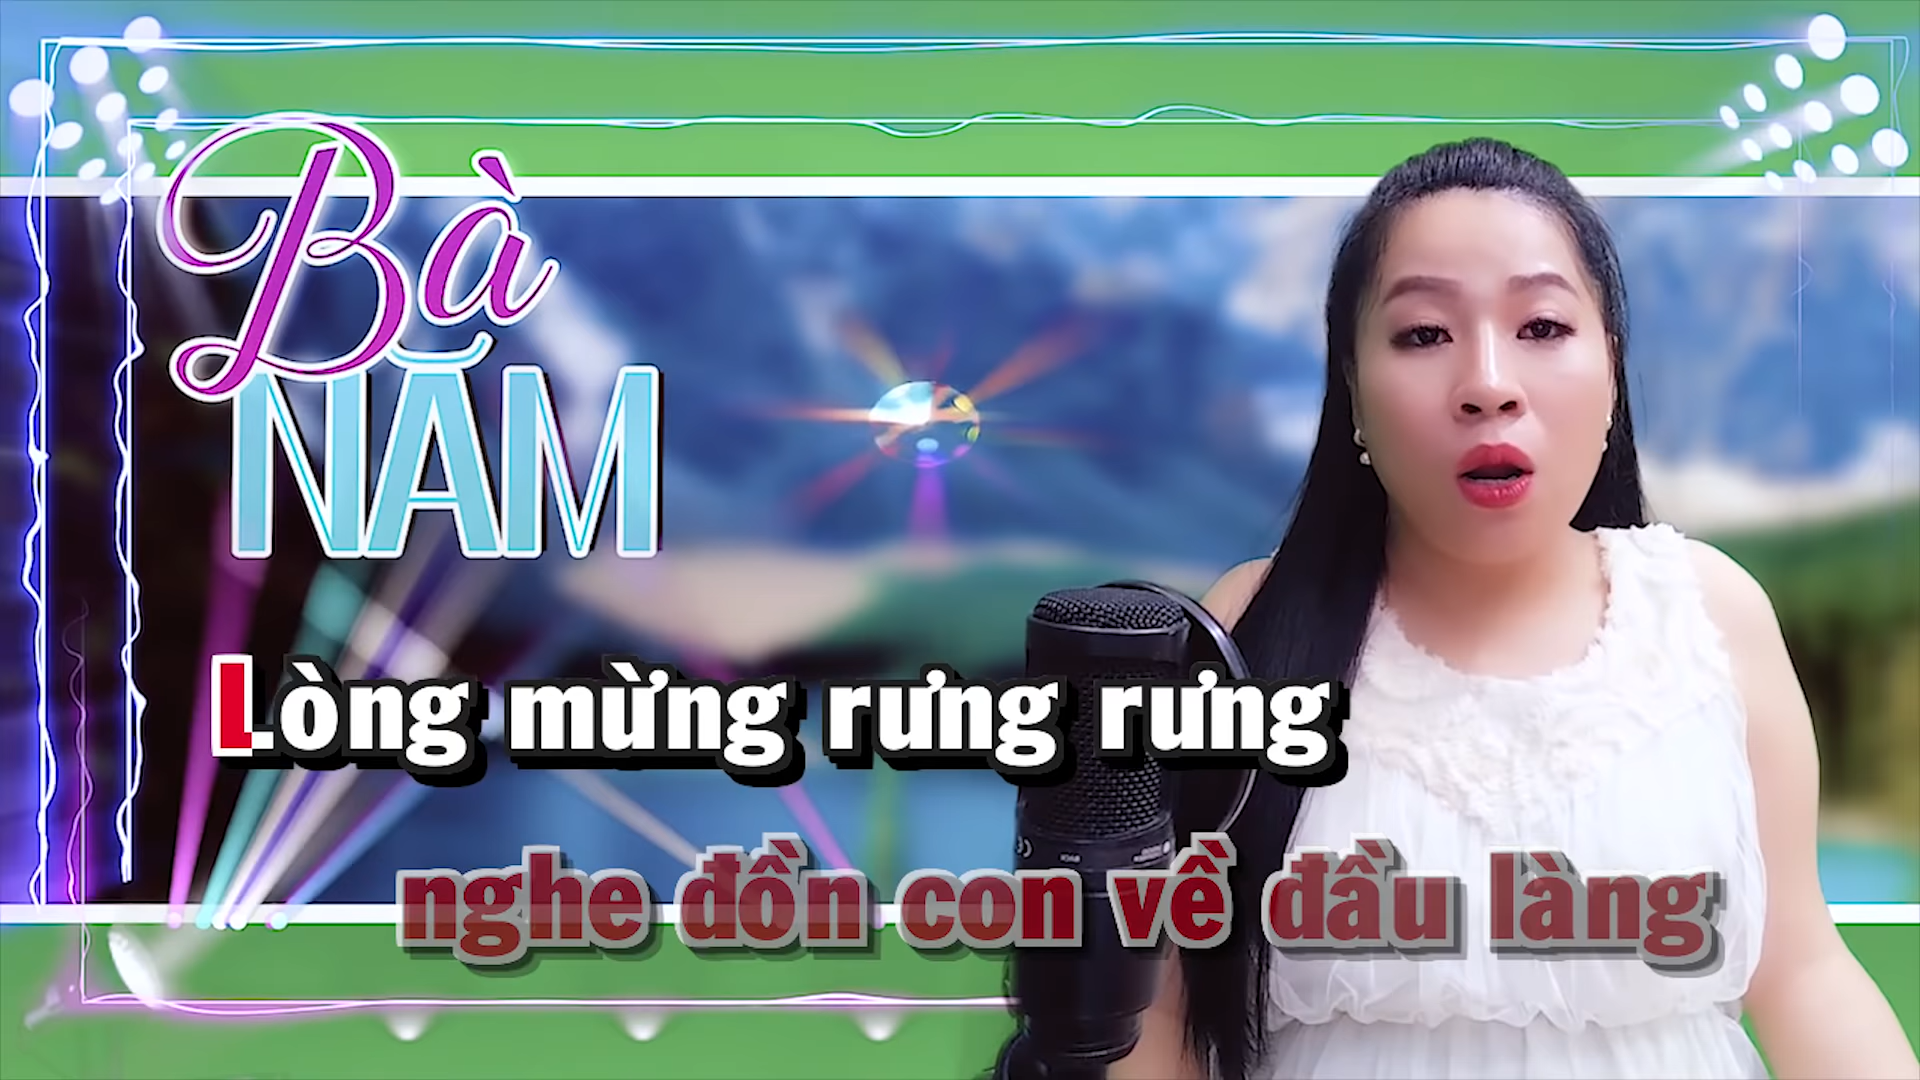 Bà
NĂM
Lòng mừng rưng rưng
nghe đồn con về đầu làng